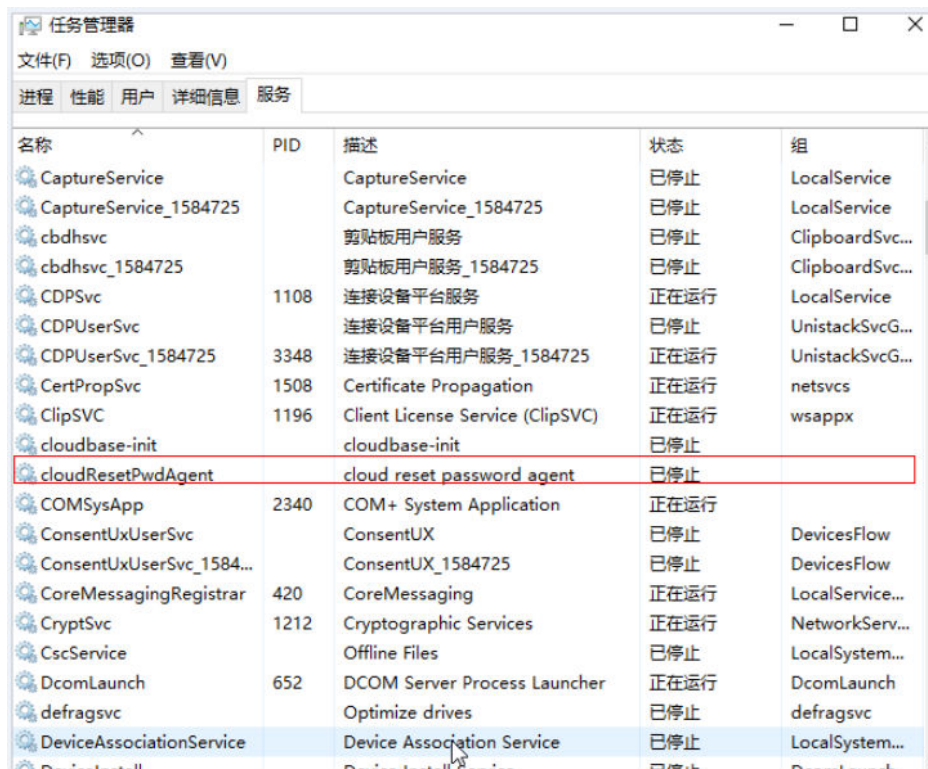 任务管理器
文件(F) 选项(O) 查看(V)
进程 性能 用户 详细信息 服务
名称 PID 描述 状态 组
CaptureService CaptureService 已停止 LocalService
CaptureService_1584725 CaptureService_1584725 已停止 LocalService
cbdhsvc 剪贴板用户服务 已停止 ClipboardSvc...
cbdhsvc_1584725 剪贴板用户服务_1584725 已停止 ClipboardSvc...
CDPSvc 1108 连接设备平台服务 正在运行 LocalService
CDPUserSvc 连接设备平台用户服务 已停止 UnistackSvcG...
CDPUserSvc_1584725 3348 连接设备平台用户服务_1584725 正在运行 UnistackSvcG...
CertPropSvc 1508 Certificate Propagation 正在运行 netsvcs
ClipSVC 1196 Client License Service (ClipSVC) 正在运行 wsappx
cloudbase-init cloudbase-init 已停止
cloudResetPwdAgent cloud reset password agent 已停止
COMSysApp 2340 COM+ System Application 正在运行
ConsentUxUserSvc ConsentUX 已停止 DevicesFlow
ConsentUxUserSvc_1584... ConsentUX_1584725 已停止 DevicesFlow
CoreMessagingRegistrar 420 CoreMessaging 正在运行 LocalService...
CryptSvc 1212 Cryptographic Services 正在运行 NetworkServ...
CscService Offline Files 已停止 LocalSystem...
DcomLaunch 652 DCOM Server Process Launcher 正在运行 DcomLaunch
defragsvc Optimize drives 已停止 defragsvc
DeviceAssociationService Device Association Service 已停止 LocalSystem...